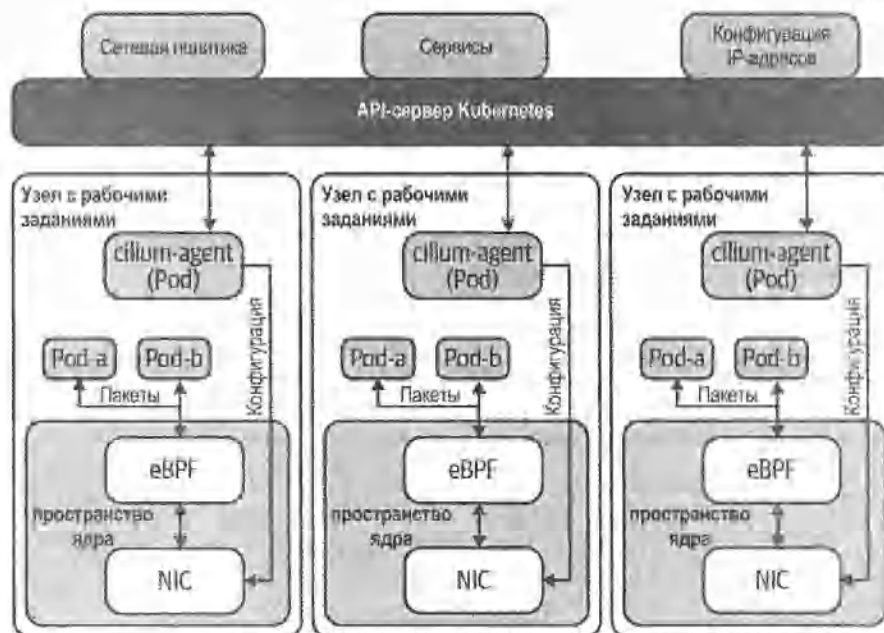 Сетевая политика
Сервисы
Конфигурация
IP-адресов
API-сервер Kubernetes
Узел с рабочими
заданиями
cilium-agent
(Pod)
Конфигурация
Pod-a
Pod-b
Пакеты
eBPF
пространство
ядра
NIC
Узел с рабочими
заданиями
cilium-agent
(Pod)
Конфигурация
Pod-a
Pod-b
Пакеты
eBPF
пространство
ядра
NIC
Узел с рабочими
заданиями
cilium-agent
(Pod)
Конфигурация
Pod-a
Pod-b
Пакеты
eBPF
пространство
ядра
NIC